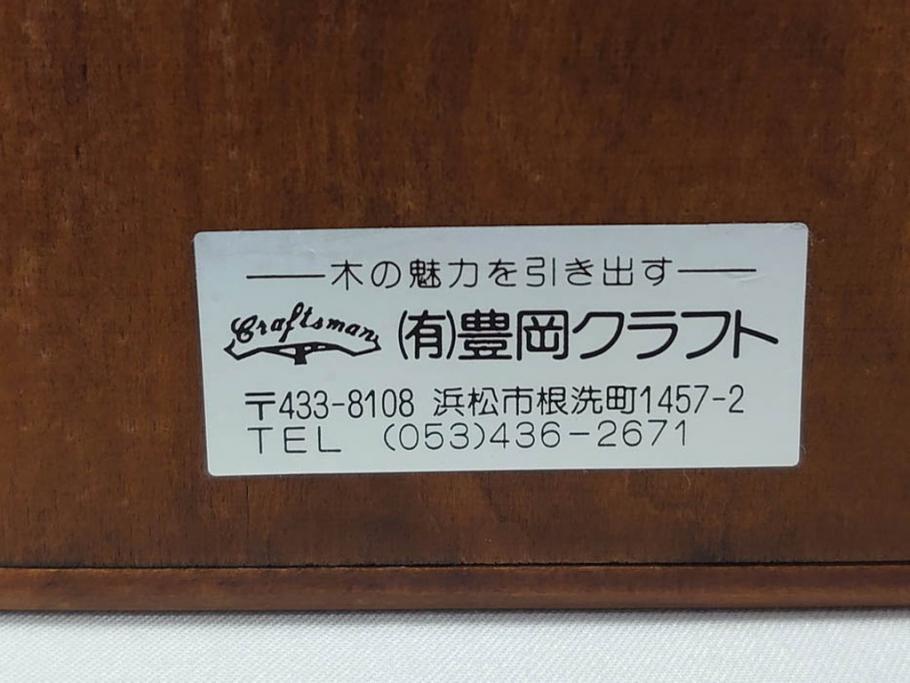 木の魅力を引き出す
Craftsman (有)豊岡クラフト
〒433-8108 浜松市根洗町1457-2
TEL (053)436-2671